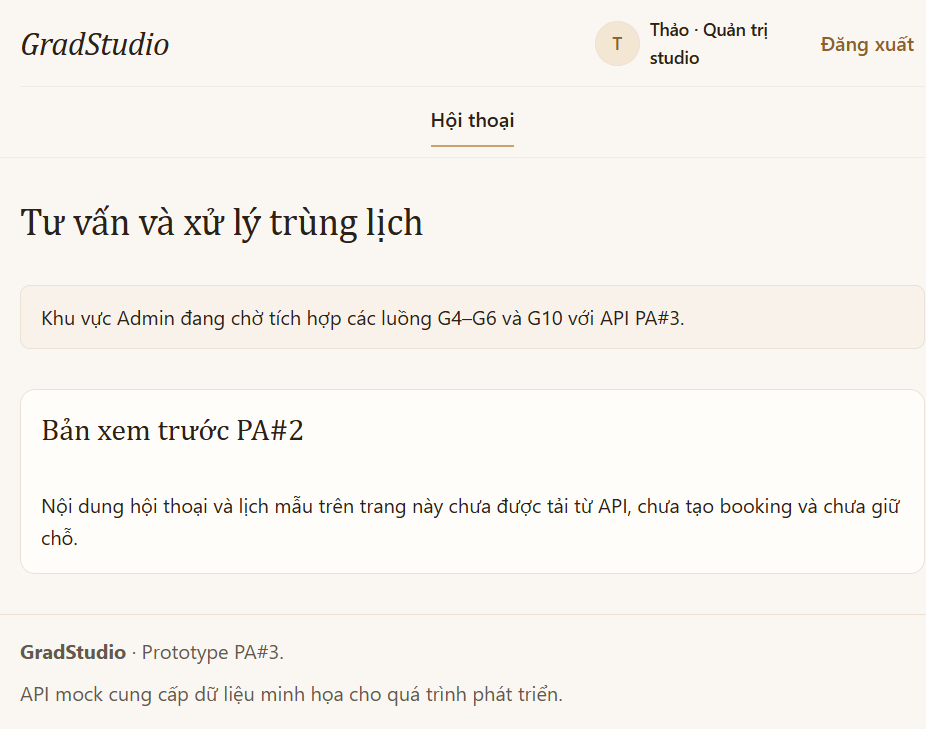 GradStudio
T
Thảo · Quản trị
studio
Đăng xuất
Hội thoại
Tư vấn và xử lý trùng lịch
Khu vực Admin đang chờ tích hợp các luồng G4–G6 và G10 với API PA#3.
Bản xem trước PA#2
Nội dung hội thoại và lịch mẫu trên trang này chưa được tải từ API, chưa tạo booking và chưa giữ
chỗ.
GradStudio · Prototype PA#3.
API mock cung cấp dữ liệu minh họa cho quá trình phát triển.